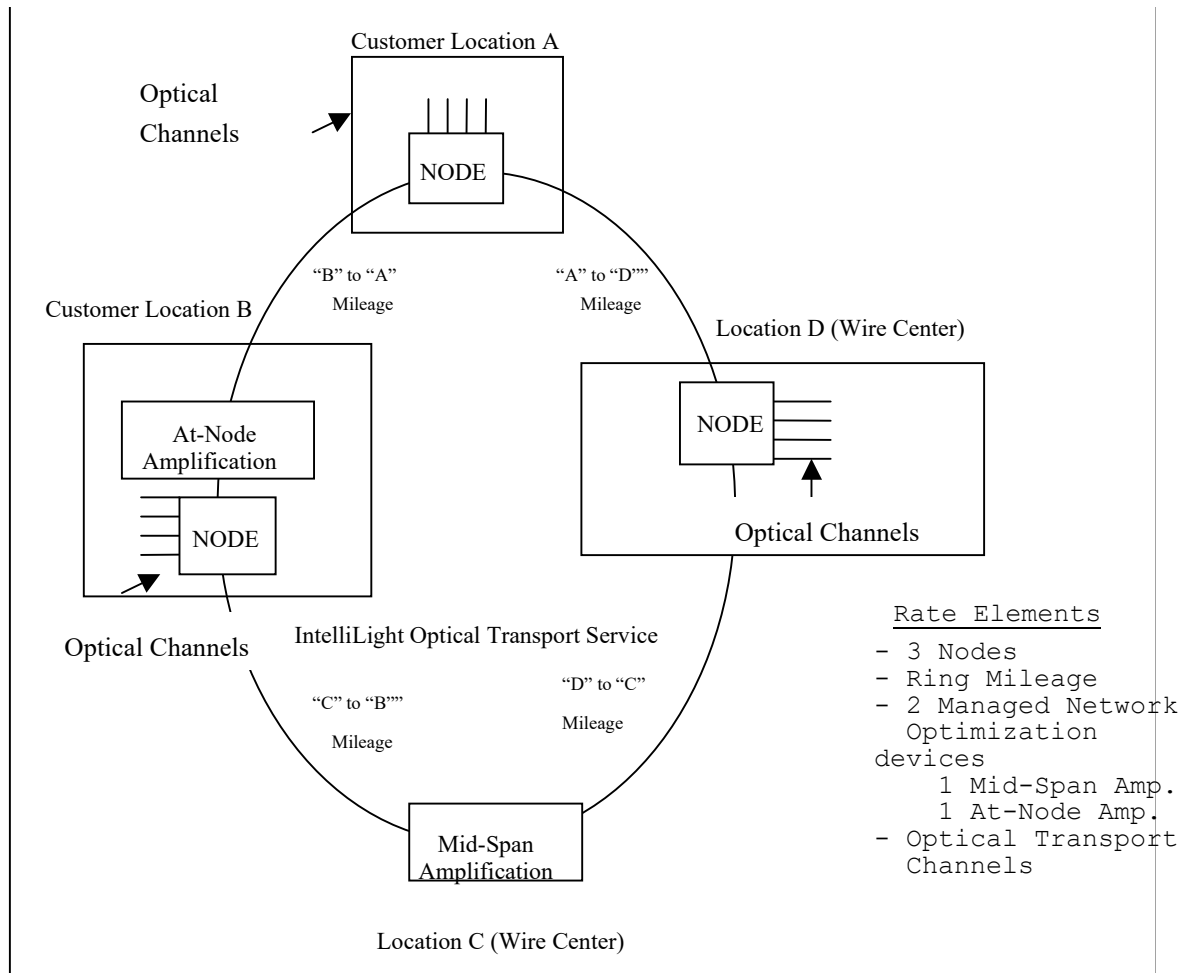 Customer Location A
Optical
Channels
NODE
“B” to “A”
Mileage
“A” to “D””
Mileage
Customer Location B
Location D (Wire Center)
At-Node
Amplification
NODE
NODE
Optical Channels
Optical Channels
IntelliLight Optical Transport Service
“C” to “B””
Mileage
“D” to “C”
Mileage
Rate Elements
- 3 Nodes
- Ring Mileage
- 2 Managed Network
Optimization
devices
1 Mid-Span Amp.
1 At-Node Amp.
- Optical Transport
Channels
Mid-Span
Amplification
Location C (Wire Center)